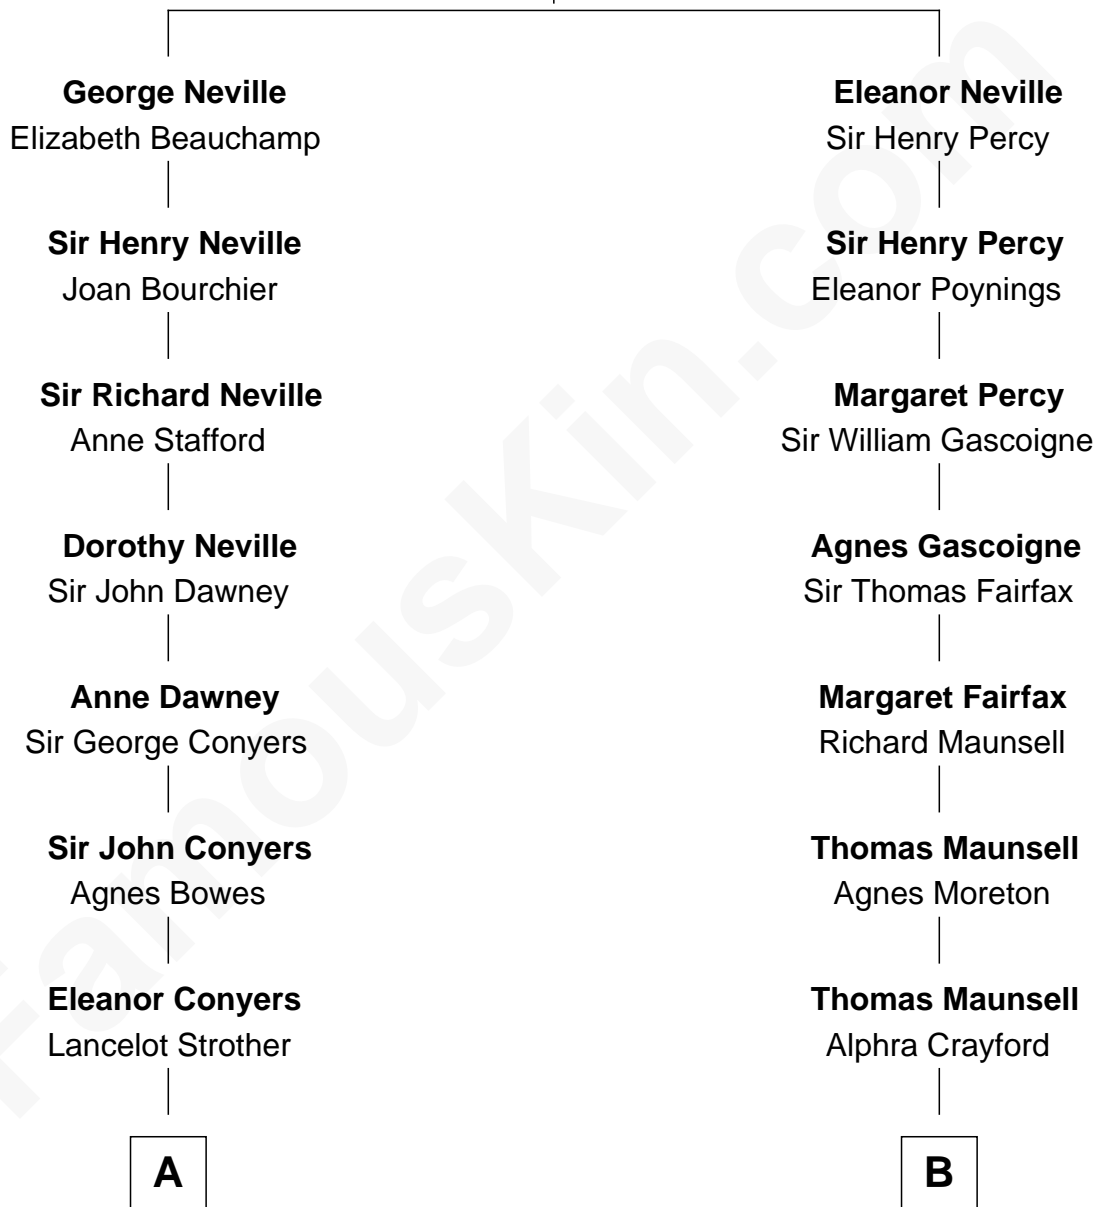 George Neville
Elizabeth Beauchamp
Sir Henry Neville
Joan Bourchier
Sir Richard Neville
Anne Stafford
Dorothy Neville
Sir John Dawney
Anne Dawney
Sir George Conyers
Sir John Conyers
Agnes Bowes
Eleanor Conyers
Lancelot Strother
A
Eleanor Neville
Sir Henry Percy
Sir Henry Percy
Eleanor Poynings
Margaret Percy
Sir William Gascoigne
Agnes Gascoigne
Sir Thomas Fairfax
Margaret Fairfax
Richard Maunsell
Thomas Maunsell
Agnes Moreton
Thomas Maunsell
Alphra Crayford
B
FamousKin.com